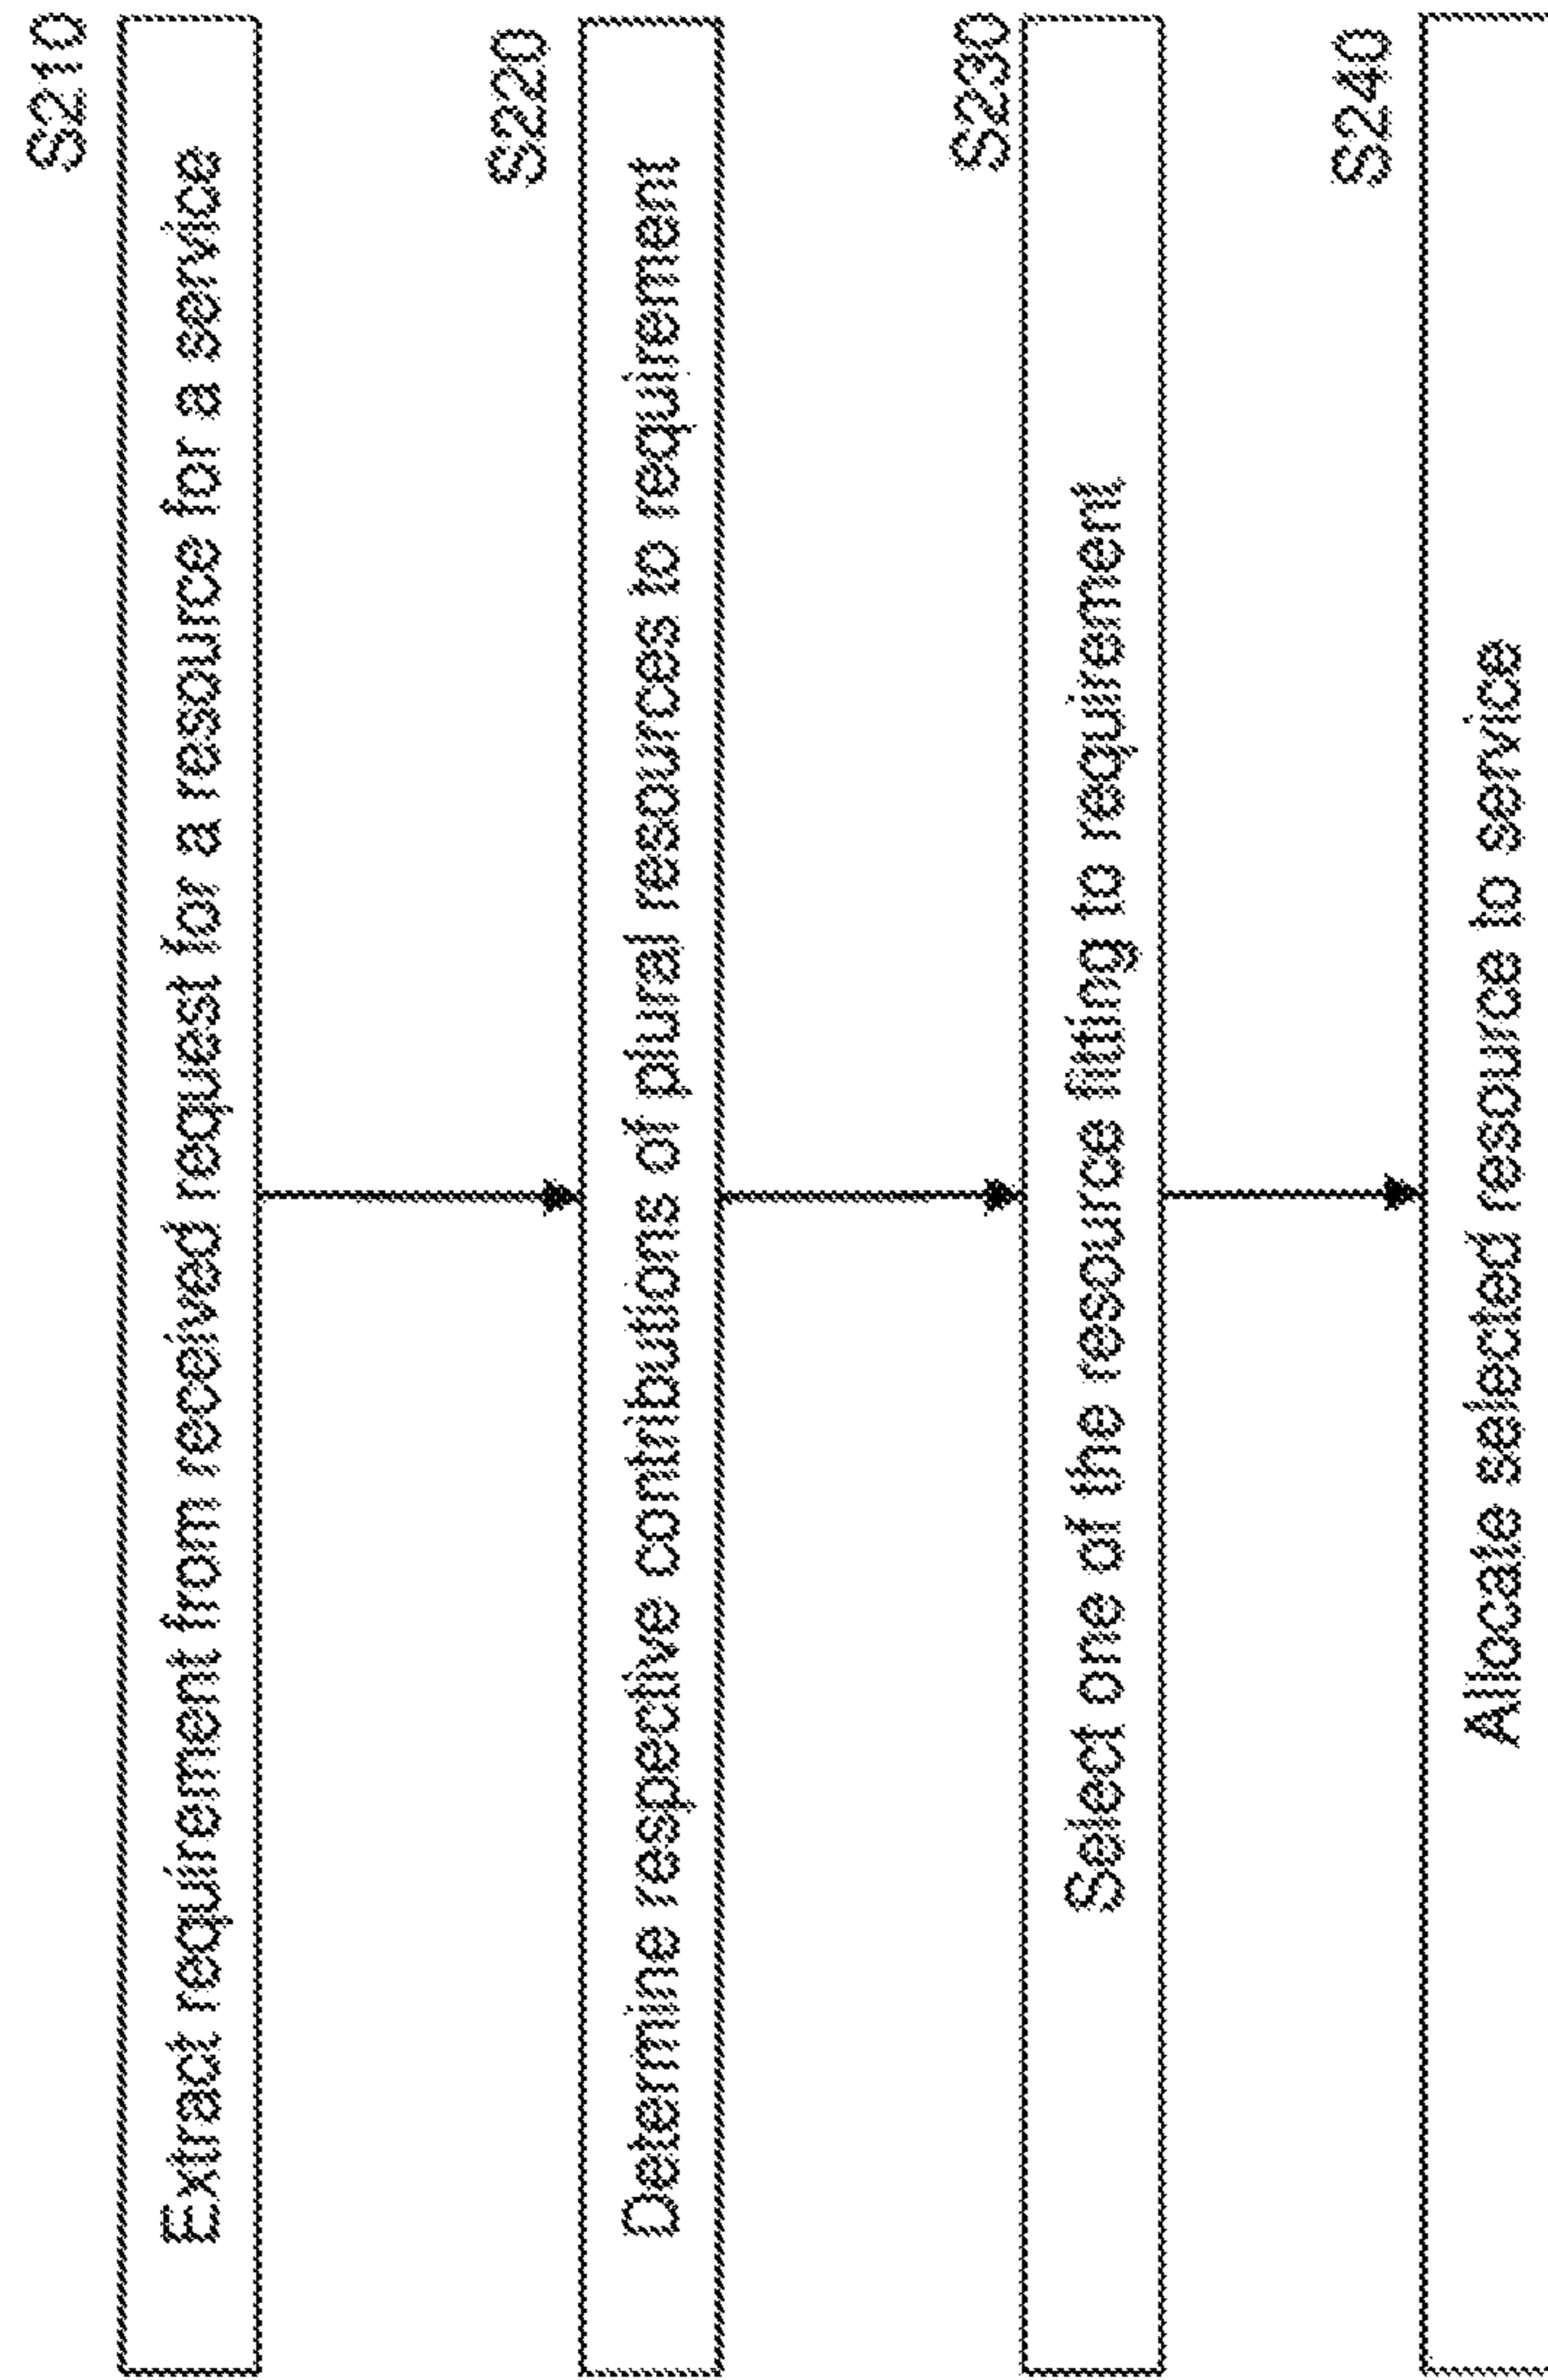 S210
Extract requirement from received request for a resource for a service
S220
Determine respective contributions of plural resources to requirement
S230
Select one of the resource fitting to requirement
S240
Allocate selected resource to service